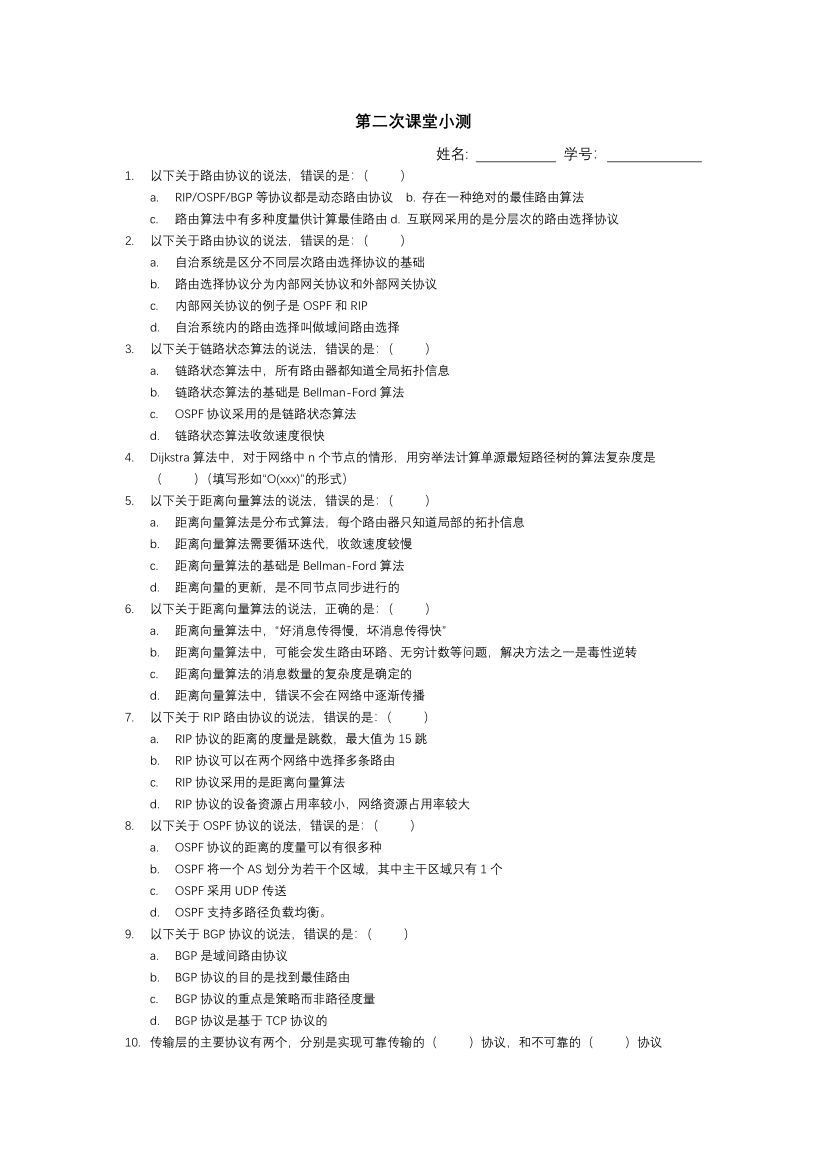 第二次课堂小测
姓名: ____________ 学号: ______________
1. 以下关于路由协议的说法，错误的是:（ ）
a. RIP/OSPF/BGP 等协议都是动态路由协议 b. 存在一种绝对的最佳路由算法
c. 路由算法中有多种度量供计算最佳路由 d. 互联网采用的是分层次的路由选择协议
2. 以下关于路由协议的说法，错误的是:（ ）
a. 自治系统是区分不同层次路由选择协议的基础
b. 路由选择协议分为内部网关协议和外部网关协议
c. 内部网关协议的例子是 OSPF 和 RIP
d. 自治系统内的路由选择叫做域间路由选择
3. 以下关于链路状态算法的说法，错误的是:（ ）
a. 链路状态算法中，所有路由器都知道全局拓扑信息
b. 链路状态算法的基础是 Bellman-Ford 算法
c. OSPF 协议采用的是链路状态算法
d. 链路状态算法收敛速度很快
4. Dijkstra 算法中，对于网络中 n 个节点的情形，用穷举法计算单源最短路径树的算法复杂度是
（ ）（填写形如“O(xxx)”的形式）
5. 以下关于距离向量算法的说法，错误的是:（ ）
a. 距离向量算法是分布式算法，每个路由器只知道局部的拓扑信息
b. 距离向量算法需要循环迭代，收敛速度较慢
c. 距离向量算法的基础是 Bellman-Ford 算法
d. 距离向量的更新，是不同节点同步进行的
6. 以下关于距离向量算法的说法，正确的是:（ ）
a. 距离向量算法中，“好消息传得慢，坏消息传得快”
b. 距离向量算法中，可能会发生路由环路、无穷计数等问题，解决方法之一是毒性逆转
c. 距离向量算法的消息数量的复杂度是确定的
d. 距离向量算法中，错误不会在网络中逐渐传播
7. 以下关于 RIP 路由协议的说法，错误的是:（ ）
a. RIP 协议的距离的度量是跳数，最大值为 15 跳
b. RIP 协议可以在两个网络中选择多条路由
c. RIP 协议采用的是距离向量算法
d. RIP 协议的设备资源占用率较小，网络资源占用率较大
8. 以下关于 OSPF 协议的说法，错误的是:（ ）
a. OSPF 协议的距离的度量可以有很多种
b. OSPF 将一个 AS 划分为若干个区域，其中主干区域只有 1 个
c. OSPF 采用 UDP 传送
d. OSPF 支持多路径负载均衡。
9. 以下关于 BGP 协议的说法，错误的是:（ ）
a. BGP 是域间路由协议
b. BGP 协议的目的是找到最佳路由
c. BGP 协议的重点是策略而非路径度量
d. BGP 协议是基于 TCP 协议的
10. 传输层的主要协议有两个，分别是实现可靠传输的（ ）协议，和不可靠的（ ）协议